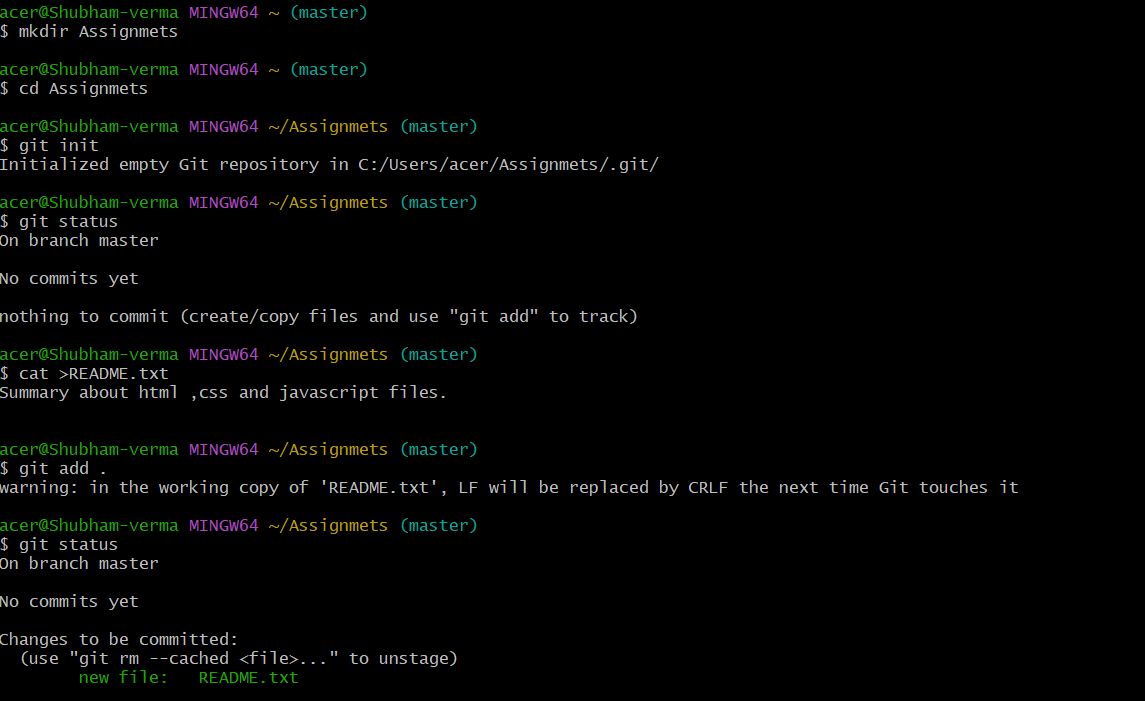 acer@Shubham-verma MINGW64 ~ (master)
$ mkdir Assignmets
acer@Shubham-verma MINGW64 ~ (master)
$ cd Assignmets
acer@Shubham-verma MINGW64 ~/Assignmets (master)
$ git init
Initialized empty Git repository in C:/Users/acer/Assignmets/.git/
acer@Shubham-verma MINGW64 ~/Assignmets (master)
$ git status
On branch master
No commits yet
nothing to commit (create/copy files and use "git add" to track)
acer@Shubham-verma MINGW64 ~/Assignmets (master)
$ cat >README.txt
Summary about html ,css and javascript files.
acer@Shubham-verma MINGW64 ~/Assignmets (master)
$ git add .
warning: in the working copy of 'README.txt', LF will be replaced by CRLF the next time Git touches it
acer@Shubham-verma MINGW64 ~/Assignmets (master)
$ git status
On branch master
No commits yet
Changes to be committed:
  (use "git rm --cached <file>..." to unstage)
        new file:   README.txt